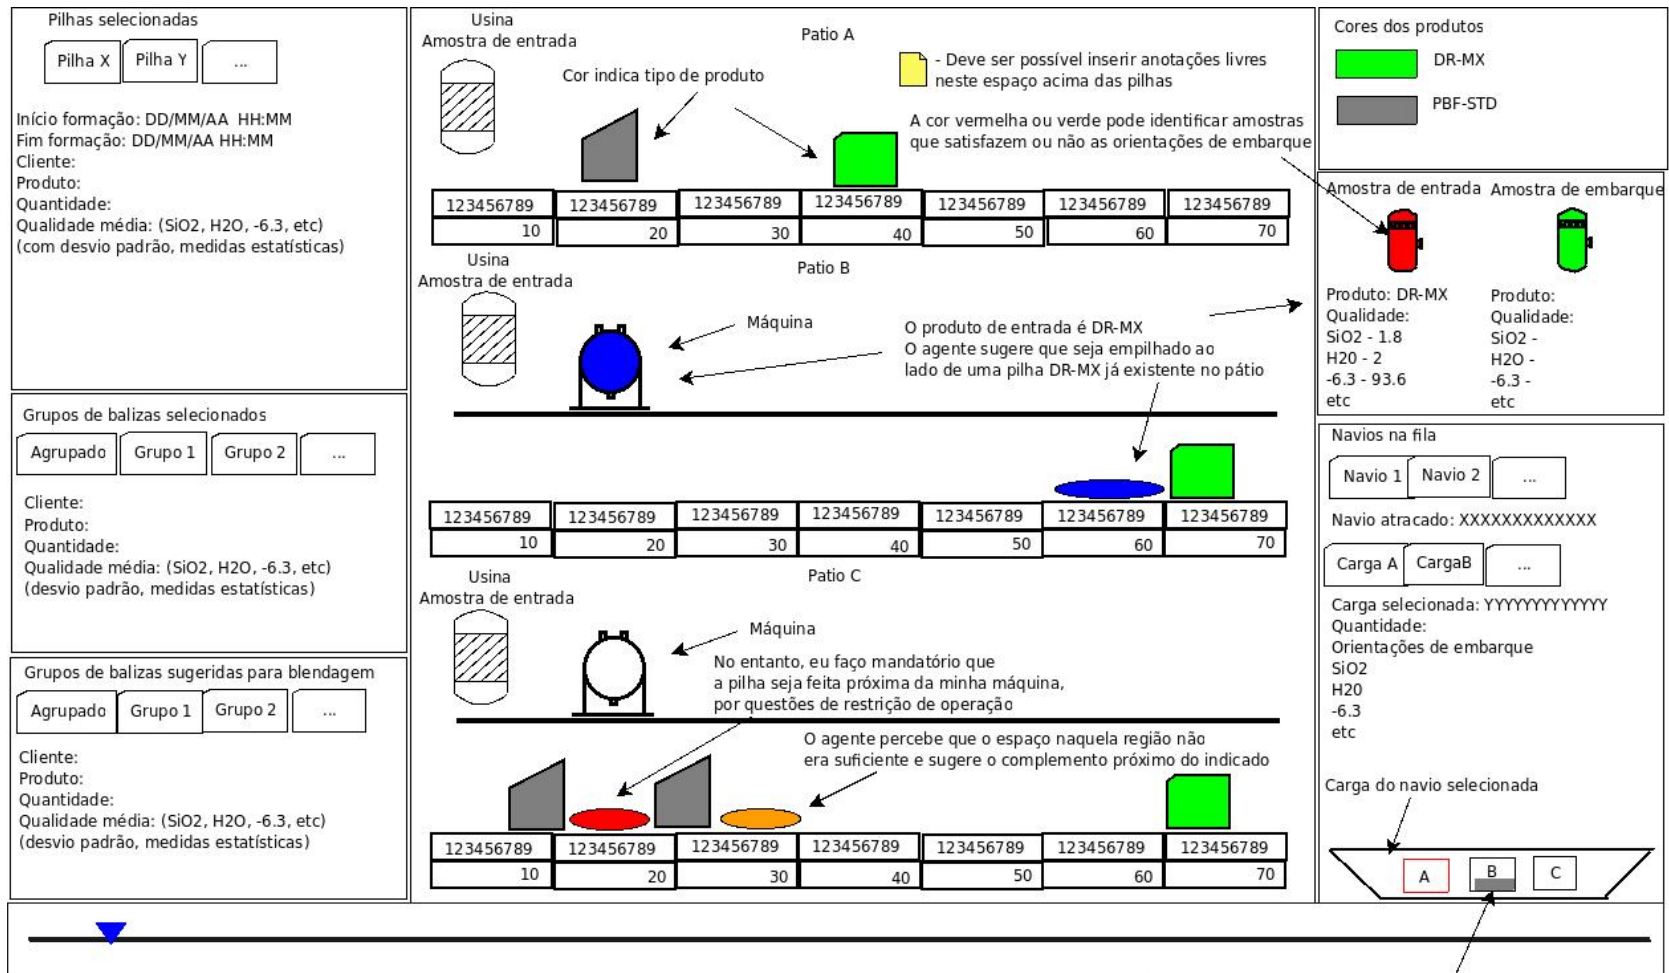 Pilhas selecionadas
Pilha X
Pilha Y
...
Início formação: DD/MM/AA  HH:MM
Fim formação: DD/MM/AA HH:MM
Cliente:
Produto:
Quantidade:
Qualidade média: (SiO2, H2O, -6.3, etc)
(com desvio padrão, medidas estatísticas)
Grupos de balizas selecionados
Agrupado
Grupo 1
Grupo 2
...
Cliente:
Produto:
Quantidade:
Qualidade média: (SiO2, H2O, -6.3, etc)
(desvio padrão, medidas estatísticas)
Grupos de balizas sugeridas para blendagem
Agrupado
Grupo 1
Grupo 2
...
Cliente:
Produto:
Quantidade:
Qualidade média: (SiO2, H2O, -6.3, etc)
(desvio padrão, medidas estatísticas)
Usina
Amostra de entrada
Patio A
Cor indica tipo de produto
- Deve ser possível inserir anotações livres
neste espaço acima das pilhas
A cor vermelha ou verde pode identificar amostras
que satisfazem ou não as orientações de embarque
123456789 123456789 123456789 123456789 123456789 123456789 123456789
10 20 30 40 50 60 70
Usina
Amostra de entrada
Patio B
Máquina
O produto de entrada é DR-MX
O agente sugere que seja empilhado ao
lado de uma pilha DR-MX já existente no pátio
123456789 123456789 123456789 123456789 123456789 123456789 123456789
10 20 30 40 50 60 70
Usina
Amostra de entrada
Patio C
Máquina
No entanto, eu faço mandatório que
a pilha seja feita próxima da minha máquina,
por questões de restrição de operação
O agente percebe que o espaço naquela região não
era suficiente e sugere o complemento próximo do indicado
123456789 123456789 123456789 123456789 123456789 123456789 123456789
10 20 30 40 50 60 70
Cores dos produtos
DR-MX
PBF-STD
Amostra de entrada
Produto: DR-MX
Qualidade:
SiO2 - 1.8
H20 - 2
-6.3 - 93.6
etc
Amostra de embarque
Produto:
Qualidade:
SiO2 -
H2O -
-6.3 -
etc
Navios na fila
Navio 1
Navio 2
...
Navio atracado: XXXXXXXXXXXXX
Carga A
CargaB
...
Carga selecionada: YYYYYYYYYYYYY
Quantidade:
Orientações de embarque
SiO2
H20
-6.3
etc
Carga do navio selecionada
A
B
C